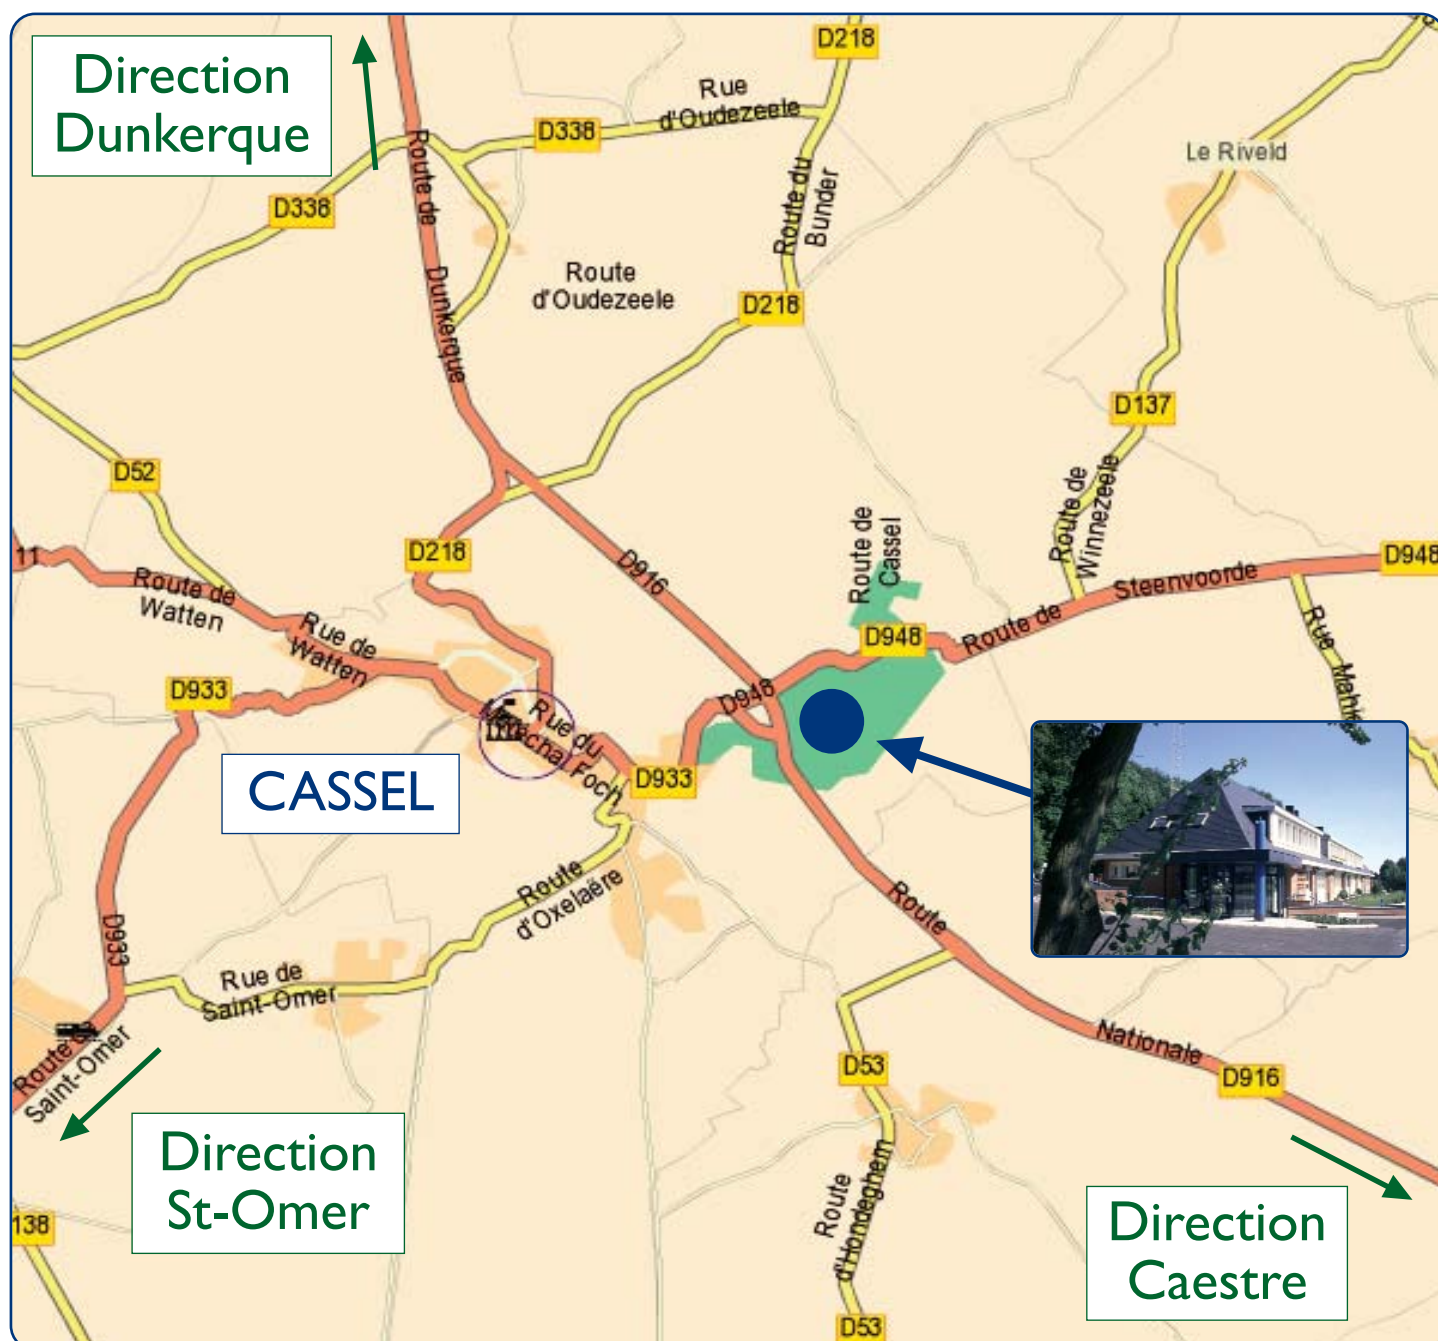 Direction
Dunkerque
D218
Rue
d'Oudezeele
D338
Le Riveld
D338
Route de
Dunkerque
Route du
Bunder
Route
d'Oudezeele
D218
D137
D52
Route de
Winnezeele
D218
D916
Route de
Cassel
D948
11
Route de
Watten
Steenvoorde
Route de
Rue de
Watten
D948
Rue
D933
D948
Rue du
Maréchal Foch
D933
CASSEL
Route
d'Oxelaëre
Route
D933
Rue de
Saint-Omer
Route de
Saint-Omer
Nationale
D53
D916
Direction
St-Omer
Route
d'Hondeghem
Direction
Caestre
138
D53